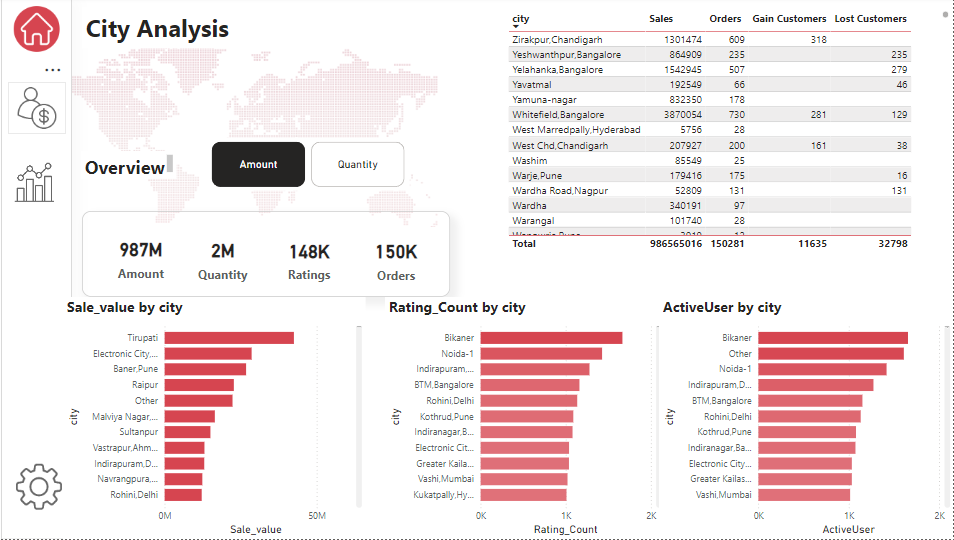 City Analysis
...
Overview
Amount
Quantity
987M
2M
148K
150K
Amount
Quantity
Ratings
Orders
city Sales Orders Gain Customers Lost Customers
Zirakpur,Chandigarh 1301474 609 318
Yeshwanthpur,Bangalore 864909 235 235
Yelahanka,Bangalore 1542945 507 279
Yavatmal 192549 66 46
Yamuna-nagar 832350 178
Whitefield,Bangalore 3870054 730 281 129
West Marredpally,Hyderabad 5756 28
West Chd,Chandigarh 207927 200 161 38
Washim 85549 25
Warje,Pune 179416 175 16
Wardha Road,Nagpur 52809 131 131
Wardha 340191 97
Warangal 101740 28
Total 986565016 150281 11635 32798
Sale_value by city
city
Tirupati
Electronic City,...
Baner,Pune
Raipur
Other
Malviya Nagar,...
Sultanpur
Vastrapur,Ahm...
Indirapuram,D...
Navrangpura,...
Rohini,Delhi
0M 50M
Sale_value
Rating_Count by city
city
Bikaner
Noida-1
Indirapuram,...
BTM,Bangalore
Rohini,Delhi
Kothrud,Pune
Indiranagar,B...
Electronic Cit...
Greater Kaila...
Vashi,Mumbai
Kukatpally,Hy...
0K 1K 2K
Rating_Count
ActiveUser by city
city
Bikaner
Other
Noida-1
Indirapuram,D...
BTM,Bangalore
Rohini,Delhi
Kothrud,Pune
Indiranagar,Ba...
Electronic City...
Greater Kailas...
Vashi,Mumbai
0K 1K 2K
ActiveUser